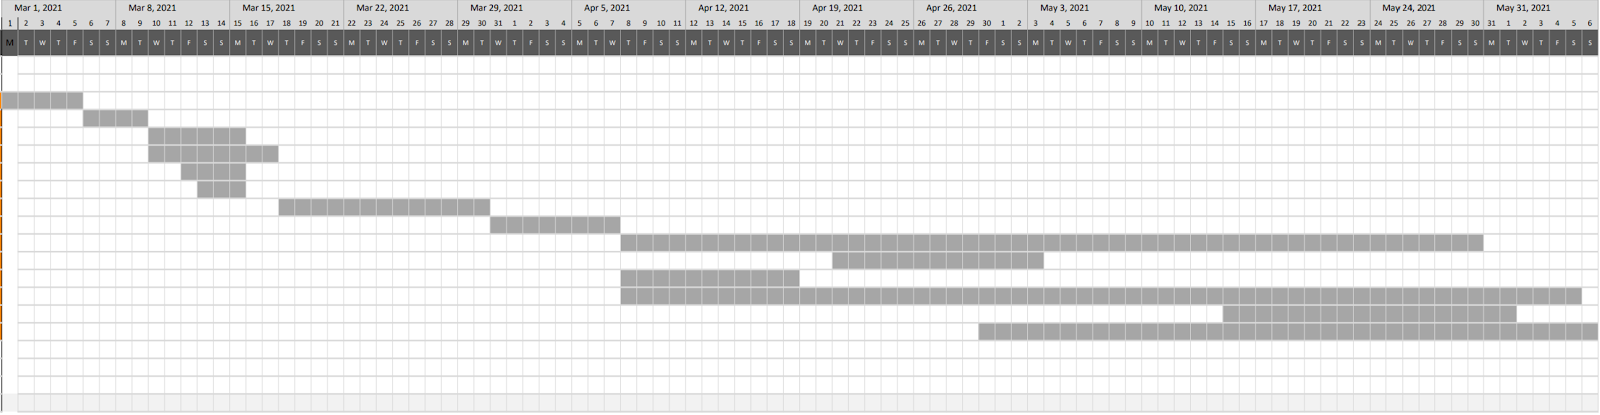 Mar 1, 2021 Mar 8, 2021 Mar 15, 2021 Mar 22, 2021 Mar 29, 2021 Apr 5, 2021 Apr 12, 2021 Apr 19, 2021 Apr 26, 2021 May 3, 2021 May 10, 2021 May 17, 2021 May 24, 2021 May 31, 2021
1 2 3 4 5 6 7 8 9 10 11 12 13 14 15 16 17 18 19 20 21 22 23 24 25 26 27 28 29 30 31 1 2 3 4 5 6 7 8 9 10 11 12 13 14 15 16 17 18 19 20 21 22 23 24 25 26 27 28 29 30 1 2 3 4 5 6 7 8 9 10 11 12 13 14 15 16 17 18 19 20 21 22 23 24 25 26 27 28 29 30 31 1 2 3 4 5 6
M T W T F S S M T W T F S S M T W T F S S M T W T F S S M T W T F S S M T W T F S S M T W T F S S M T W T F S S M T W T F S S M T W T F S S M T W T F S S M T W T F S S M T W T F S S M T W T F S S